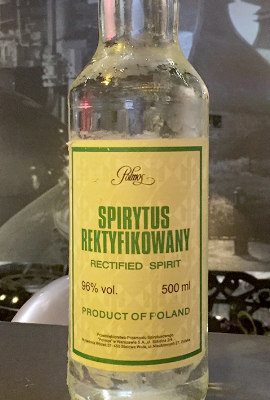 Polmos
SPIRYTUS
REKTYFIKOWANY
RECTIFIED SPIRIT
96% vol. 500 ml
PRODUCT OF POLAND